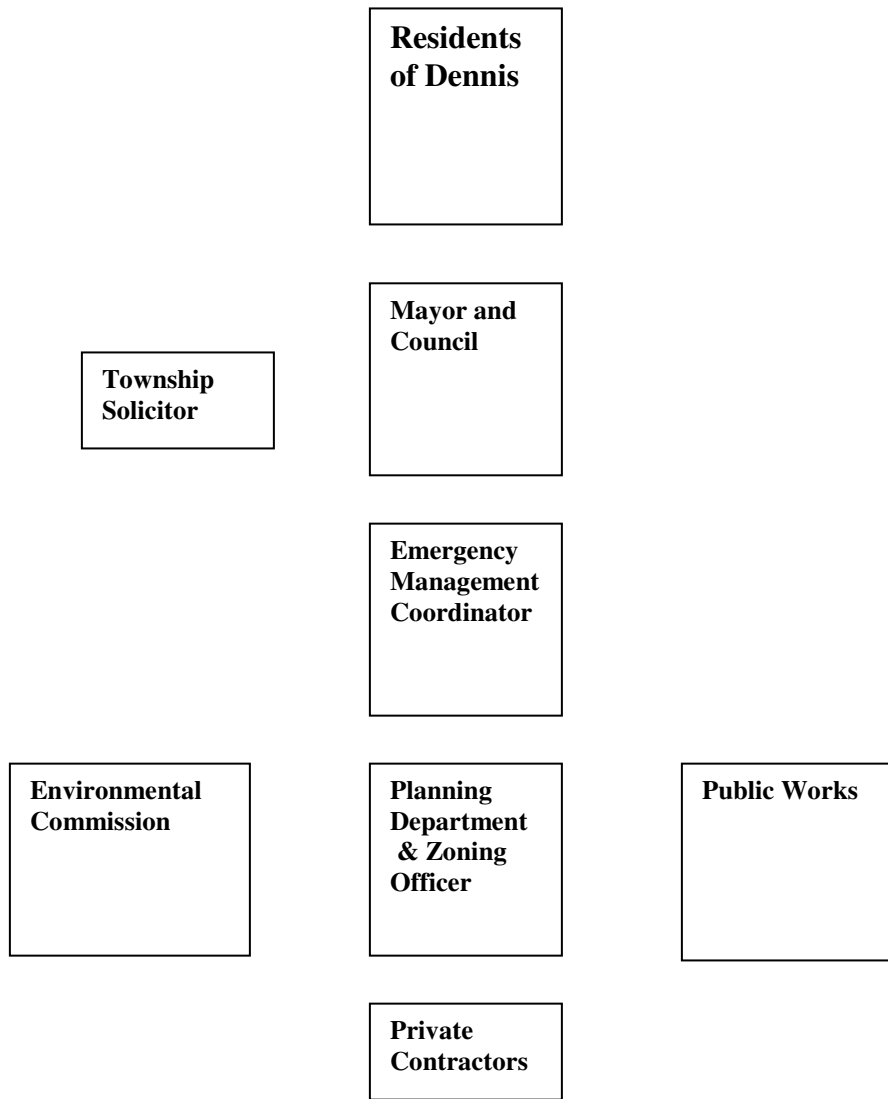 Residents
of Dennis
Mayor and
Council
Township
Solicitor
Emergency
Management
Coordinator
Environmental
Commission
Planning
Department
& Zoning
Officer
Public Works
Private
Contractors